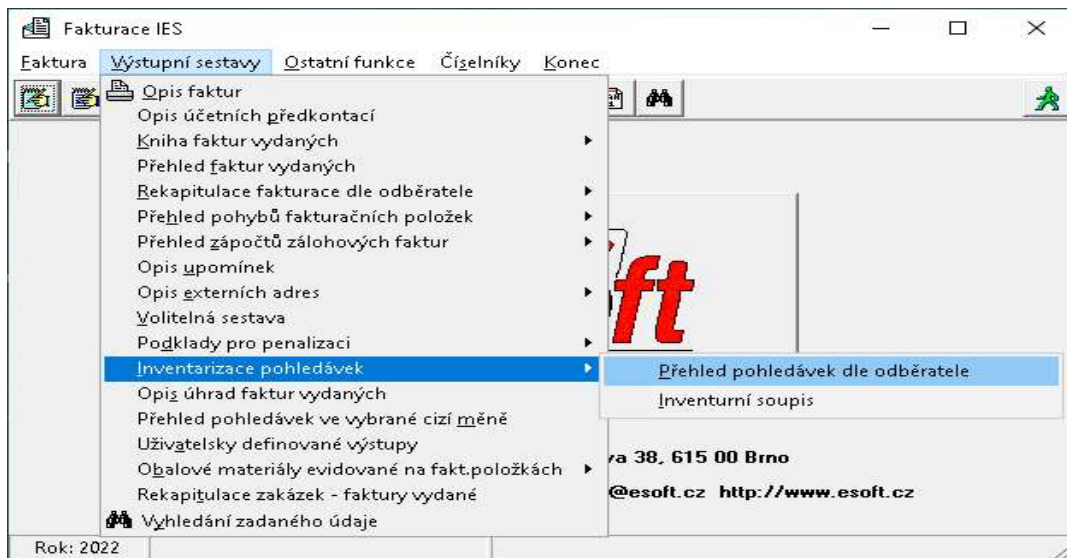 Fakturace IES
Faktura Výstupní sestavy Ostatní funkce Číselníky Konec
Opis faktur
Opis účetních předkontací
Kniha faktur vydaných
Přehled faktur vydaných
Rekapitulace fakturace dle odběratele
Přehled pohybů fakturačních položek
Přehled zápočtů zálohových faktur
Opis upomínek
Opis externích adres
Volitelná sestava
Podklady pro penalizaci
Inventarizace pohledávek
Přehled pohledávek dle odběratele
Inventurní soupis
Opis úhrad faktur vydaných
Přehled pohledávek ve vybrané cizí měně
Uživatelsky definované výstupy
Obalové materiály evidované na fakt.položkách
Rekapitulace zakázek - faktury vydané
Vyhledání zadaného údaje
ft
va 38, 615 00 Brno
@esoft.cz http://www.esoft.cz
Rok: 2022